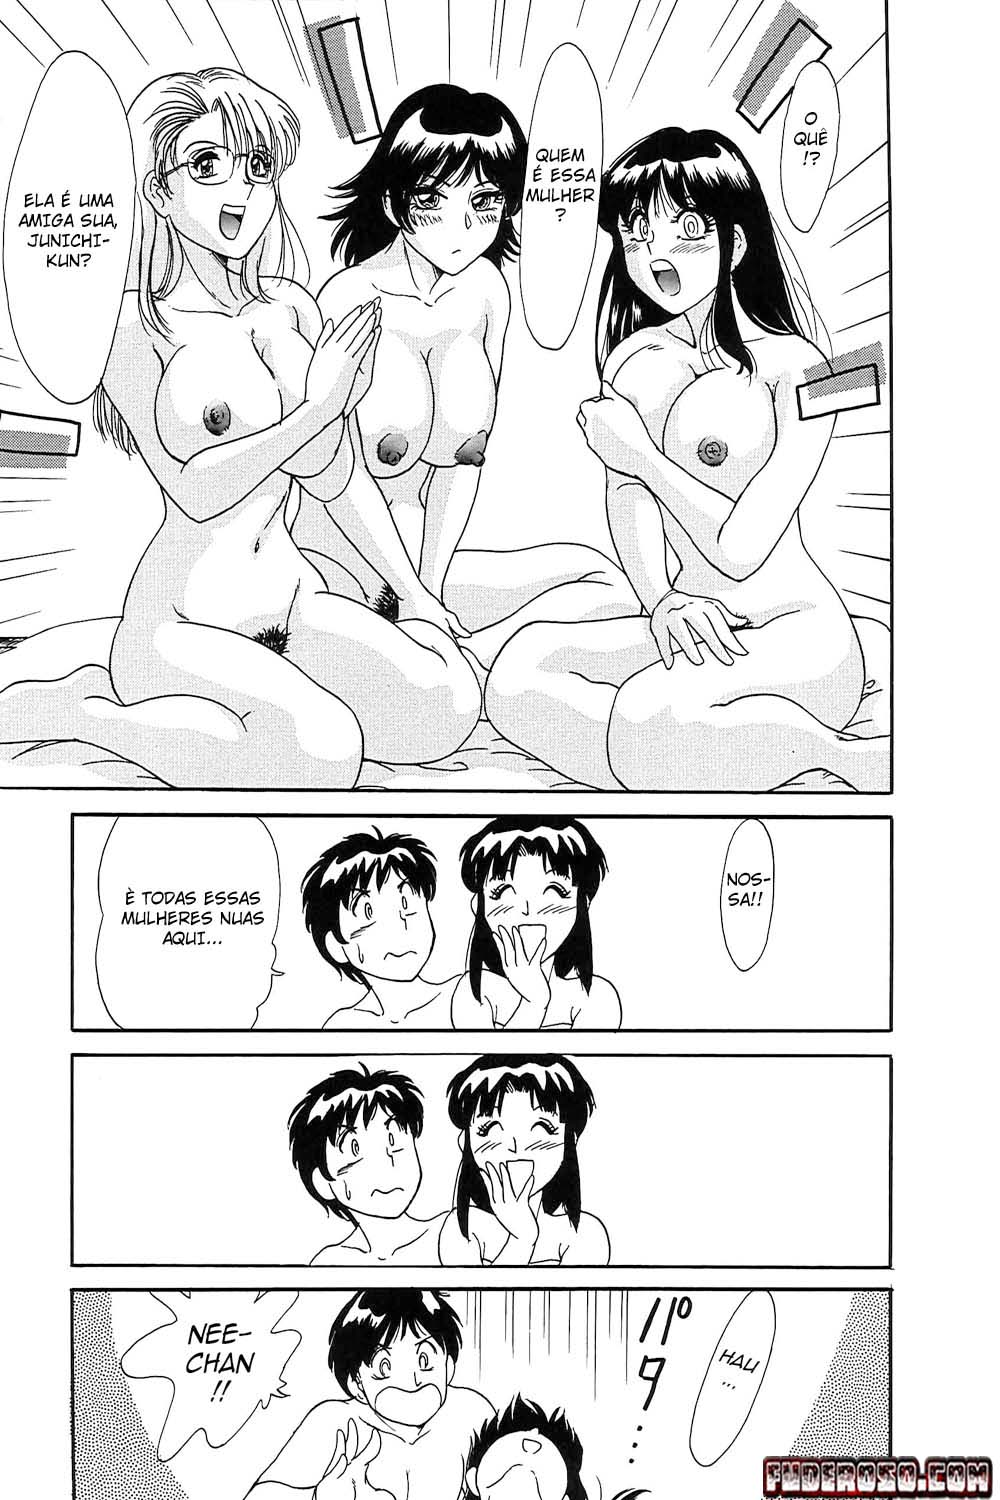 O
QUÊ
!?
QUEM
É ESSA
MULHER
?
ELA É UMA
AMIGA SUA,
JUNICHI-
KUN?
NOS-
SA!!
È TODAS ESSAS
MULHERES NUAS
AQUI...
HAU
...
パタ…
NEE-
CHAN
!!
FUDEROSO.COM